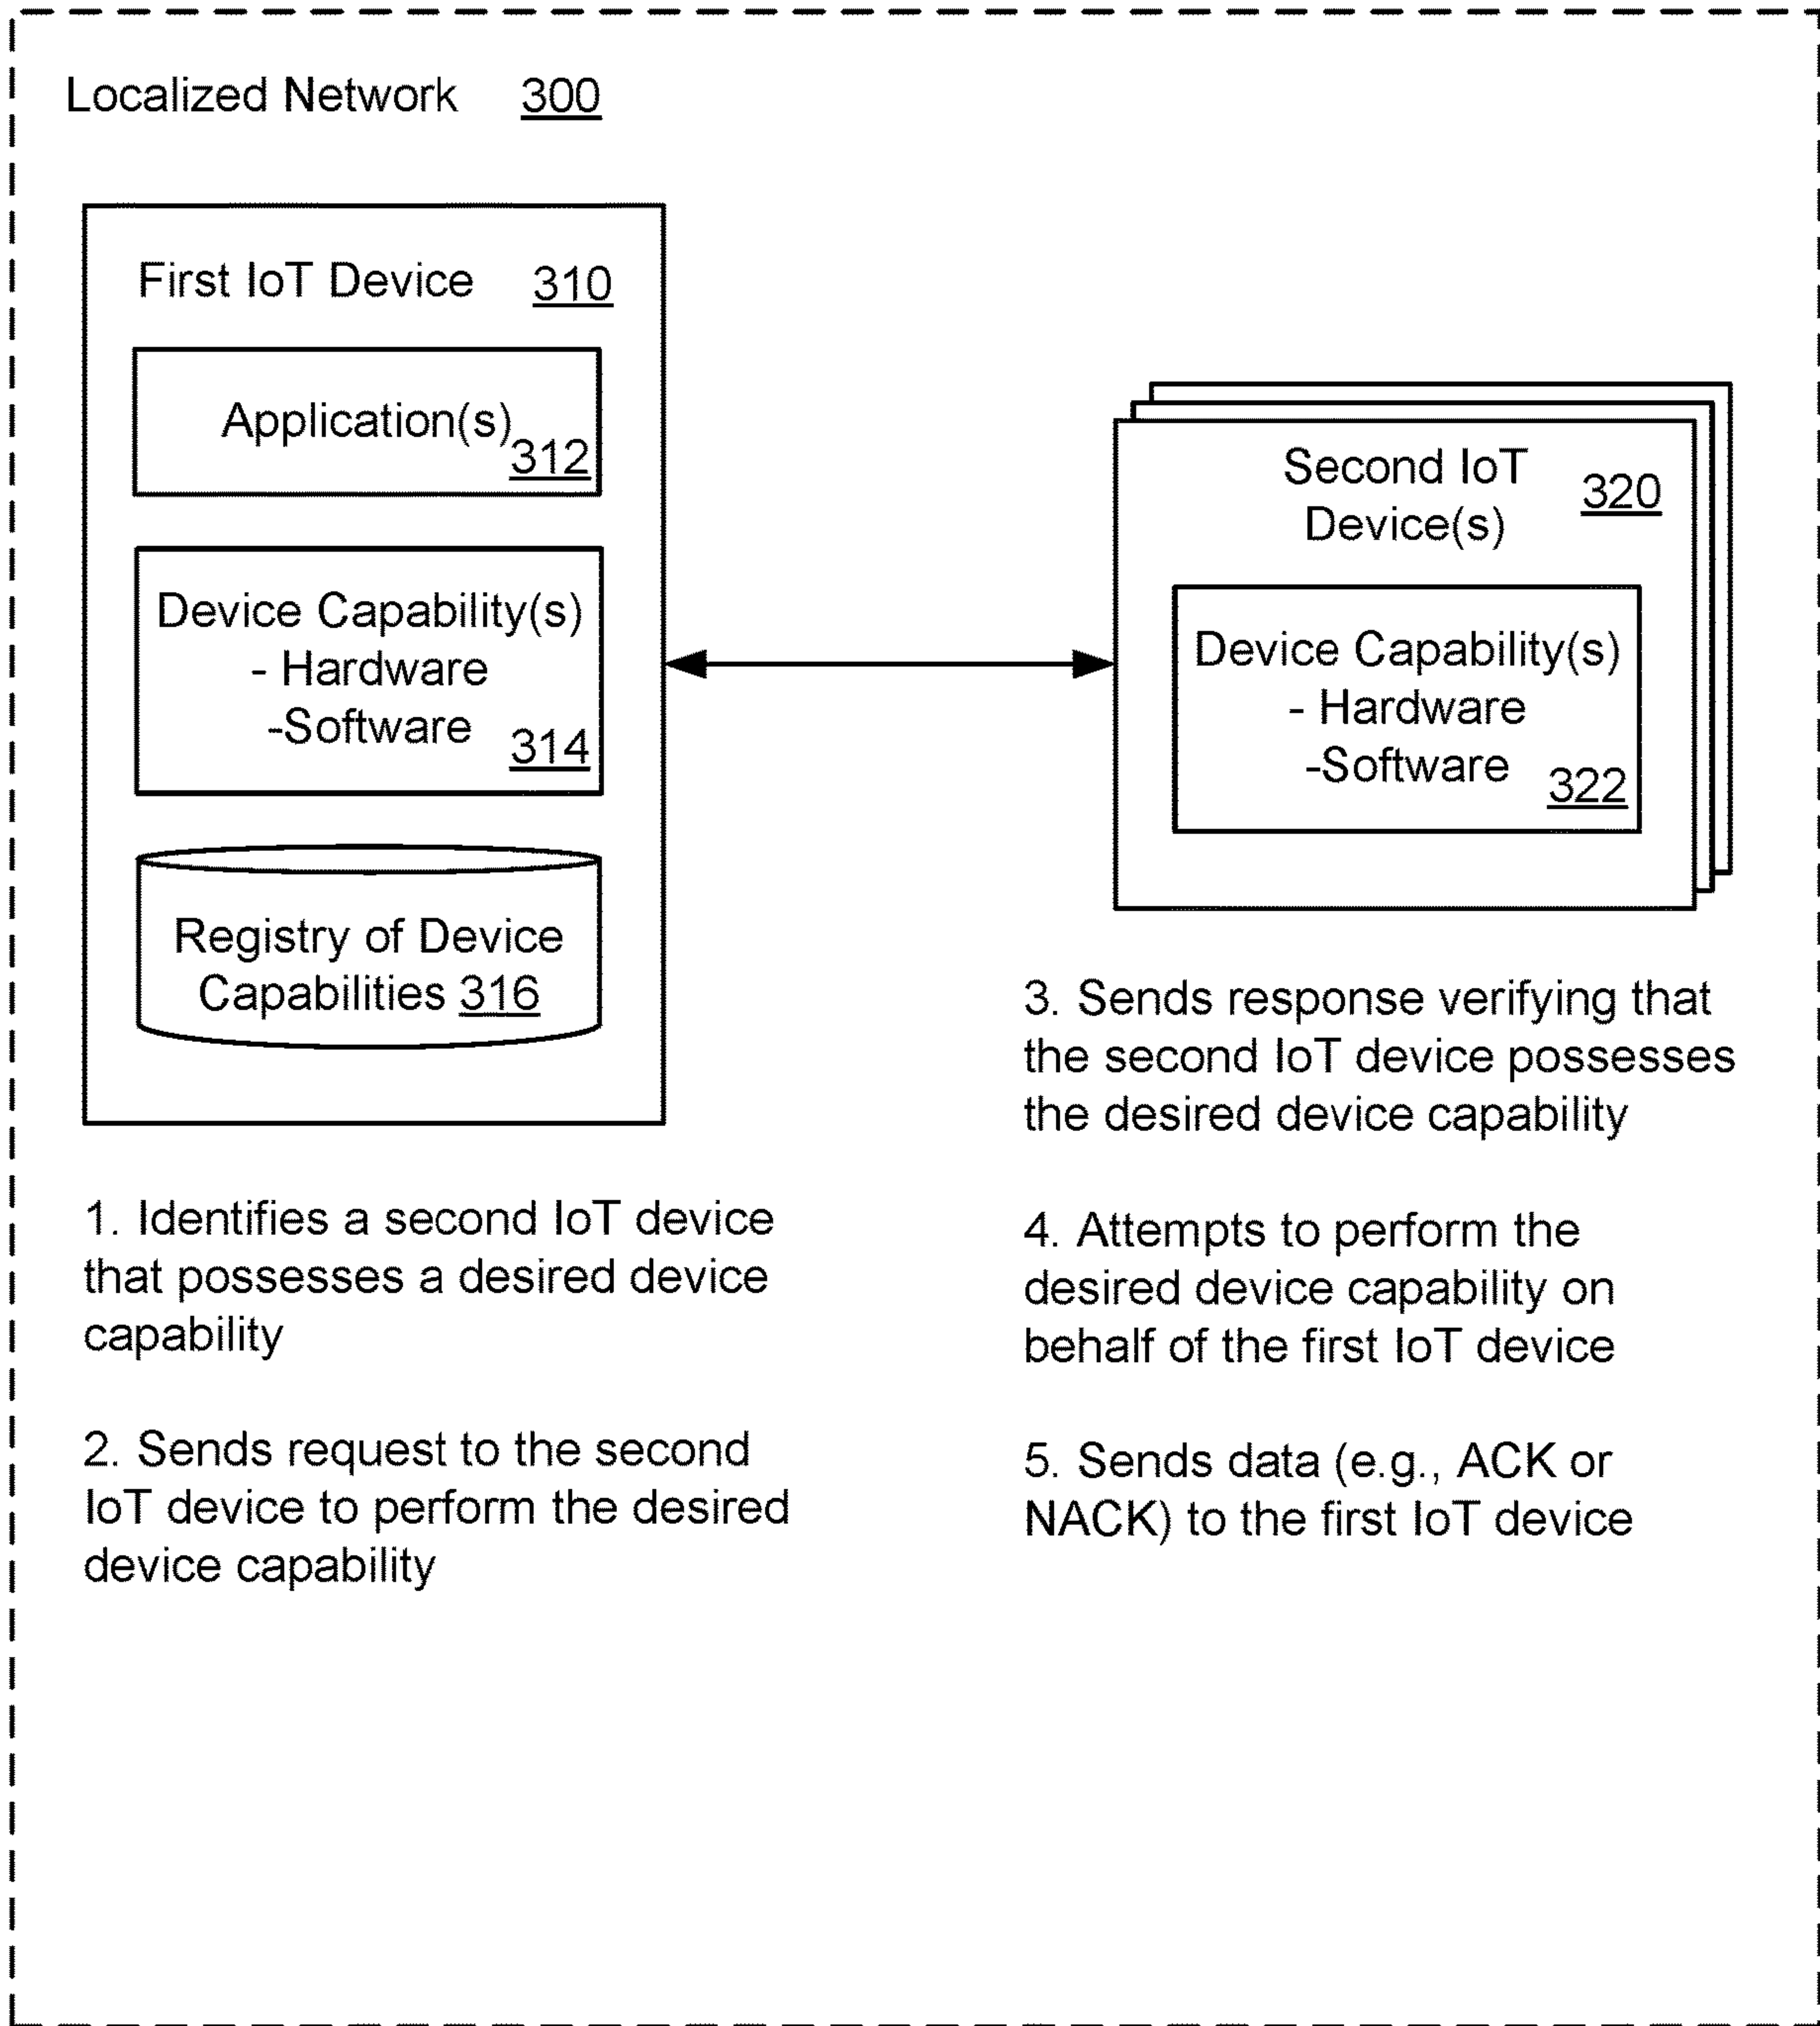 Localized Network 300
First IoT Device 310
Application(s) 312
Device Capability(s)
- Hardware
-Software 314
Registry of Device
Capabilities 316
1. Identifies a second IoT device
that possesses a desired device
capability
2. Sends request to the second
IoT device to perform the desired
device capability
Second IoT
Device(s) 320
Device Capability(s)
- Hardware
-Software 322
3. Sends response verifying that
the second IoT device possesses
the desired device capability
4. Attempts to perform the
desired device capability on
behalf of the first IoT device
5. Sends data (e.g., ACK or
NACK) to the first IoT device